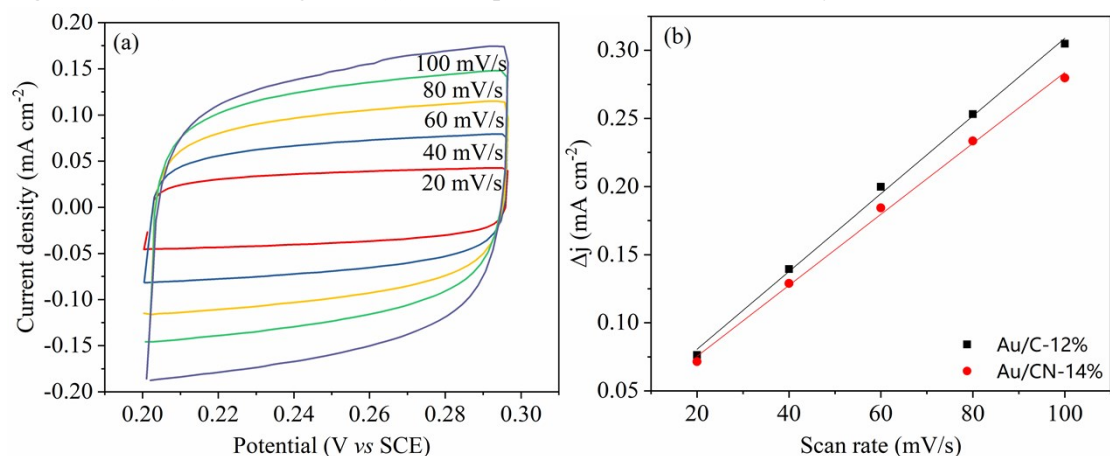 (a)
0.20
0.15
0.10
0.05
0.00
-0.05
-0.10
-0.15
-0.20
Current density (mA cm⁻²)
100 mV/s
80 mV/s
60 mV/s
40 mV/s
20 mV/s
0.20 0.22 0.24 0.26 0.28 0.30
Potential (V vs SCE)
(b)
0.30
0.25
0.20
0.15
0.10
0.05
Δj (mA cm⁻²)
Au/C-12%
Au/CN-14%
20 40 60 80 100
Scan rate (mV/s)